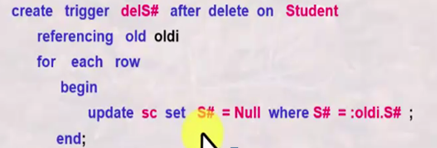 create trigger delS# after delete on Student
referencing old oldi
for each row
begin
update sc set S# = Null where S# = :oldi.S# ;
end;